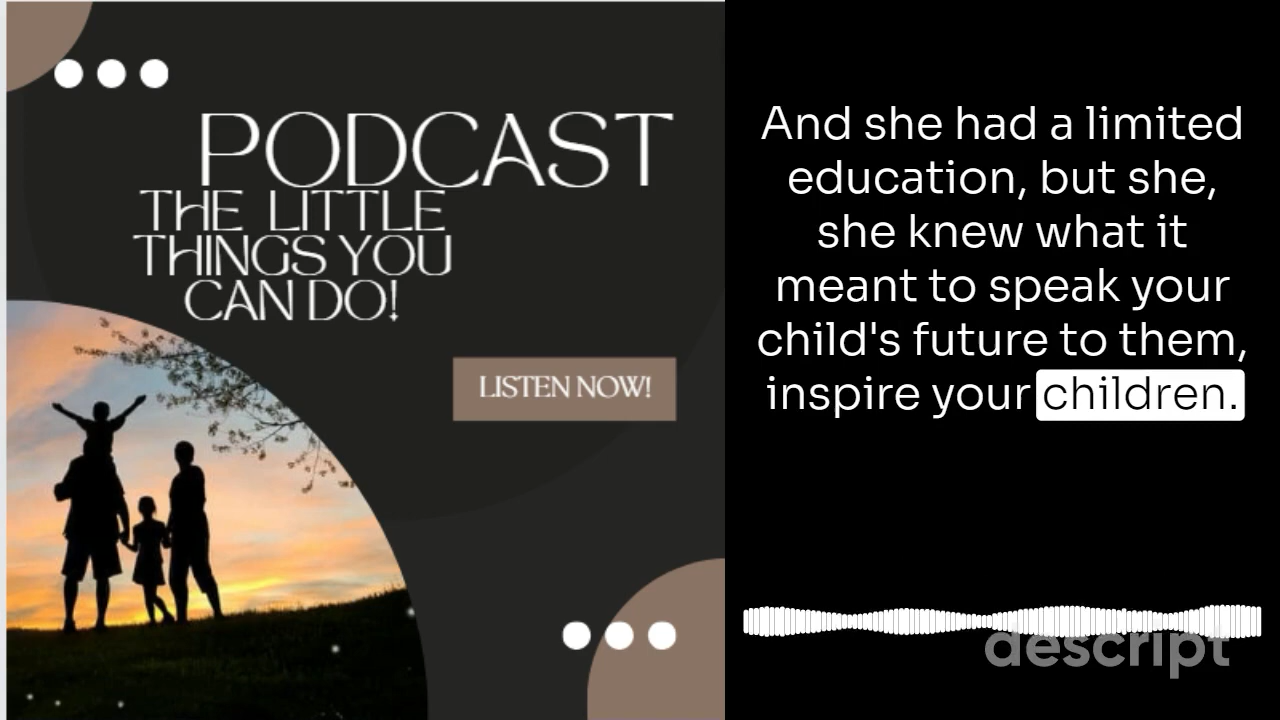 PODCAST
THE LITTLE
THINGS YOU
CAN DO!
LISTEN NOW!
And she had a limited
education, but she,
she knew what it
meant to speak your
child's future to them,
inspire your children.
descript